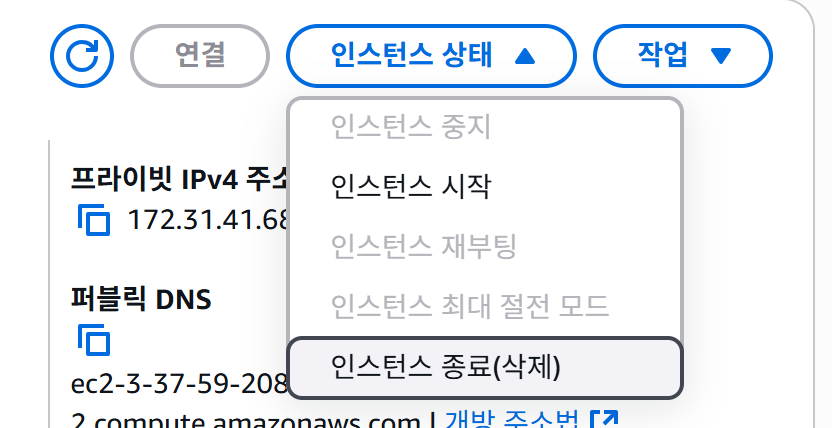 연결
인스턴스 상태
작업
인스턴스 중지
인스턴스 시작
인스턴스 재부팅
인스턴스 최대 절전 모드
인스턴스 종료(삭제)
프라이빗 IPv4 주소
172.31.41.68
퍼블릭 DNS
ec2-3-37-59-208
2.compute.amazonaws.com | 개방 주소법